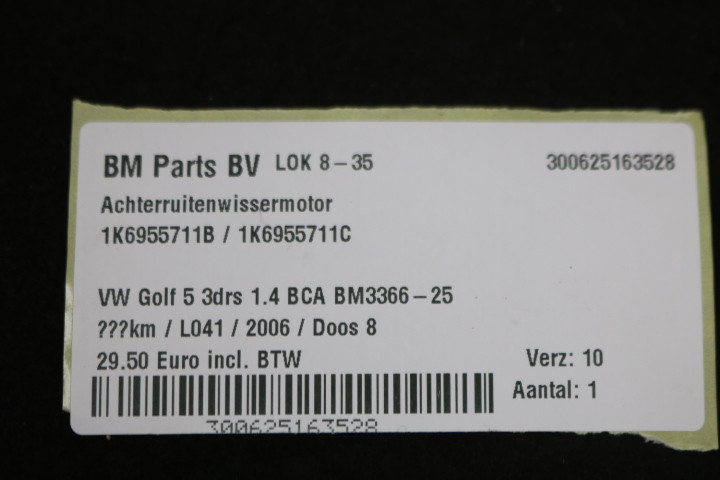 BM Parts BV LOK 8-35 300625163528
Achterruitenwissermotor
1K6955711B / 1K6955711C
VW Golf 5 3drs 1.4 BCA BM3366-25
???km / L041 / 2006 / Doos 8
29.50 Euro incl. BTW Verz: 10
Aantal: 1
300625163528